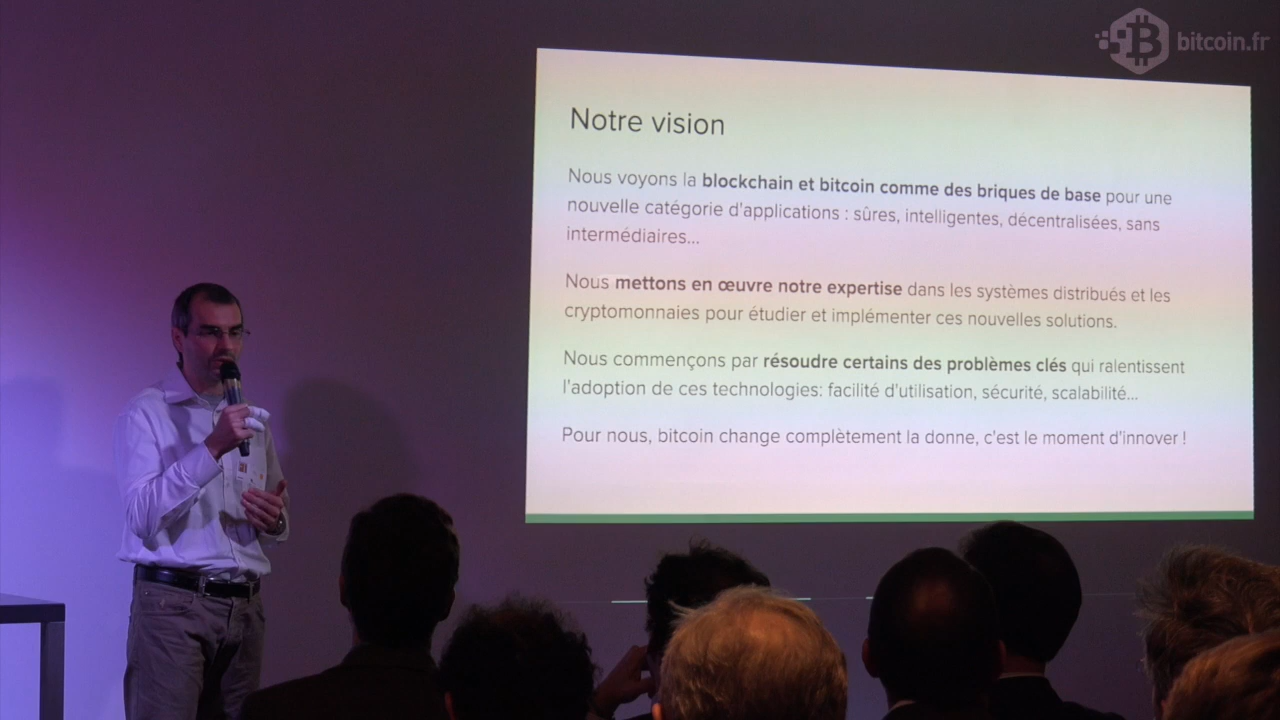 bitcoin.fr
Notre vision
Nous voyons la blockchain et bitcoin comme des briques de base pour une
nouvelle catégorie d'applications : sûres, intelligentes, décentralisées, sans
intermédiaires...
Nous mettons en œuvre notre expertise dans les systèmes distribués et les
cryptomonnaies pour étudier et implémenter ces nouvelles solutions.
Nous commençons par résoudre certains des problèmes clés qui ralentissent
l'adoption de ces technologies: facilité d'utilisation, sécurité, scalabilité...
Pour nous, bitcoin change complètement la donne, c'est le moment d'innover !